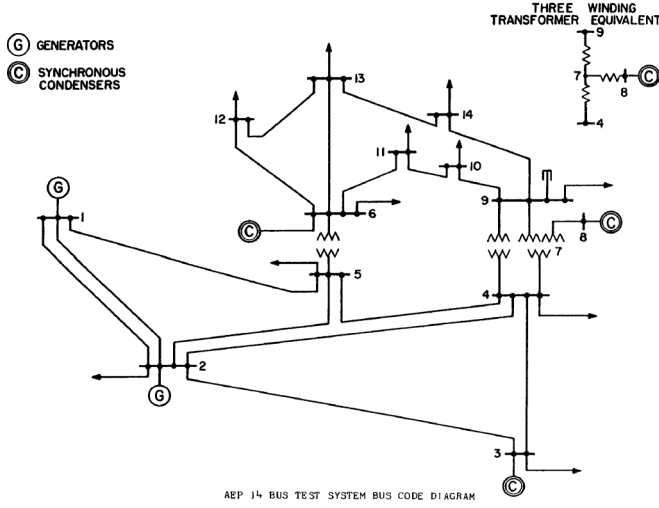 THREE WINDING
TRANSFORMER EQUIVALENT
9
7
C
8
4
G GENERATORS
C SYNCHRONOUS
CONDENSERS
13
12
14
11
10
G
1
9
6
C
C
8
7
5
4
2
G
3
C
AEP 14 BUS TEST SYSTEM BUS CODE DIAGRAM